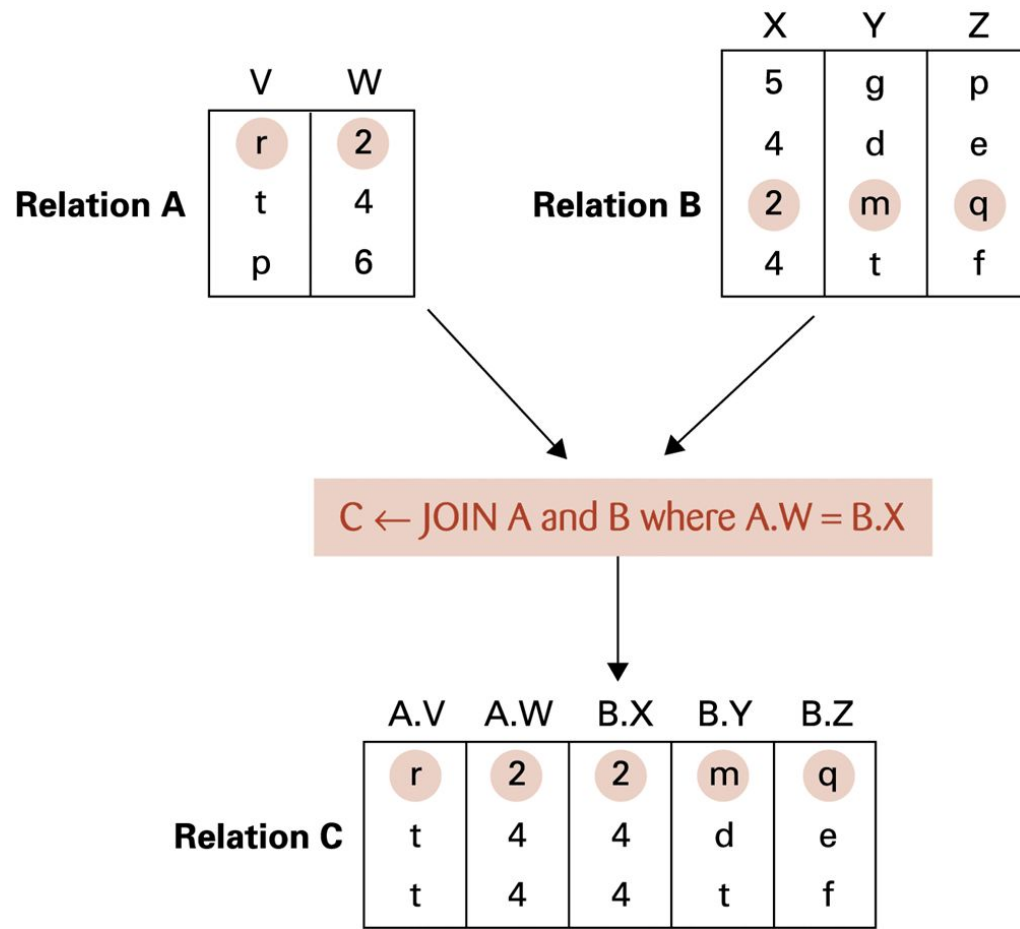 V W
r 2
Relation A t 4
p 6
X Y Z
5 g p
4 d e
Relation B 2 m q
4 t f
C ← JOIN A and B where A.W = B.X
A.V A.W B.X B.Y B.Z
r 2 2 m q
Relation C t 4 4 d e
t 4 4 t f